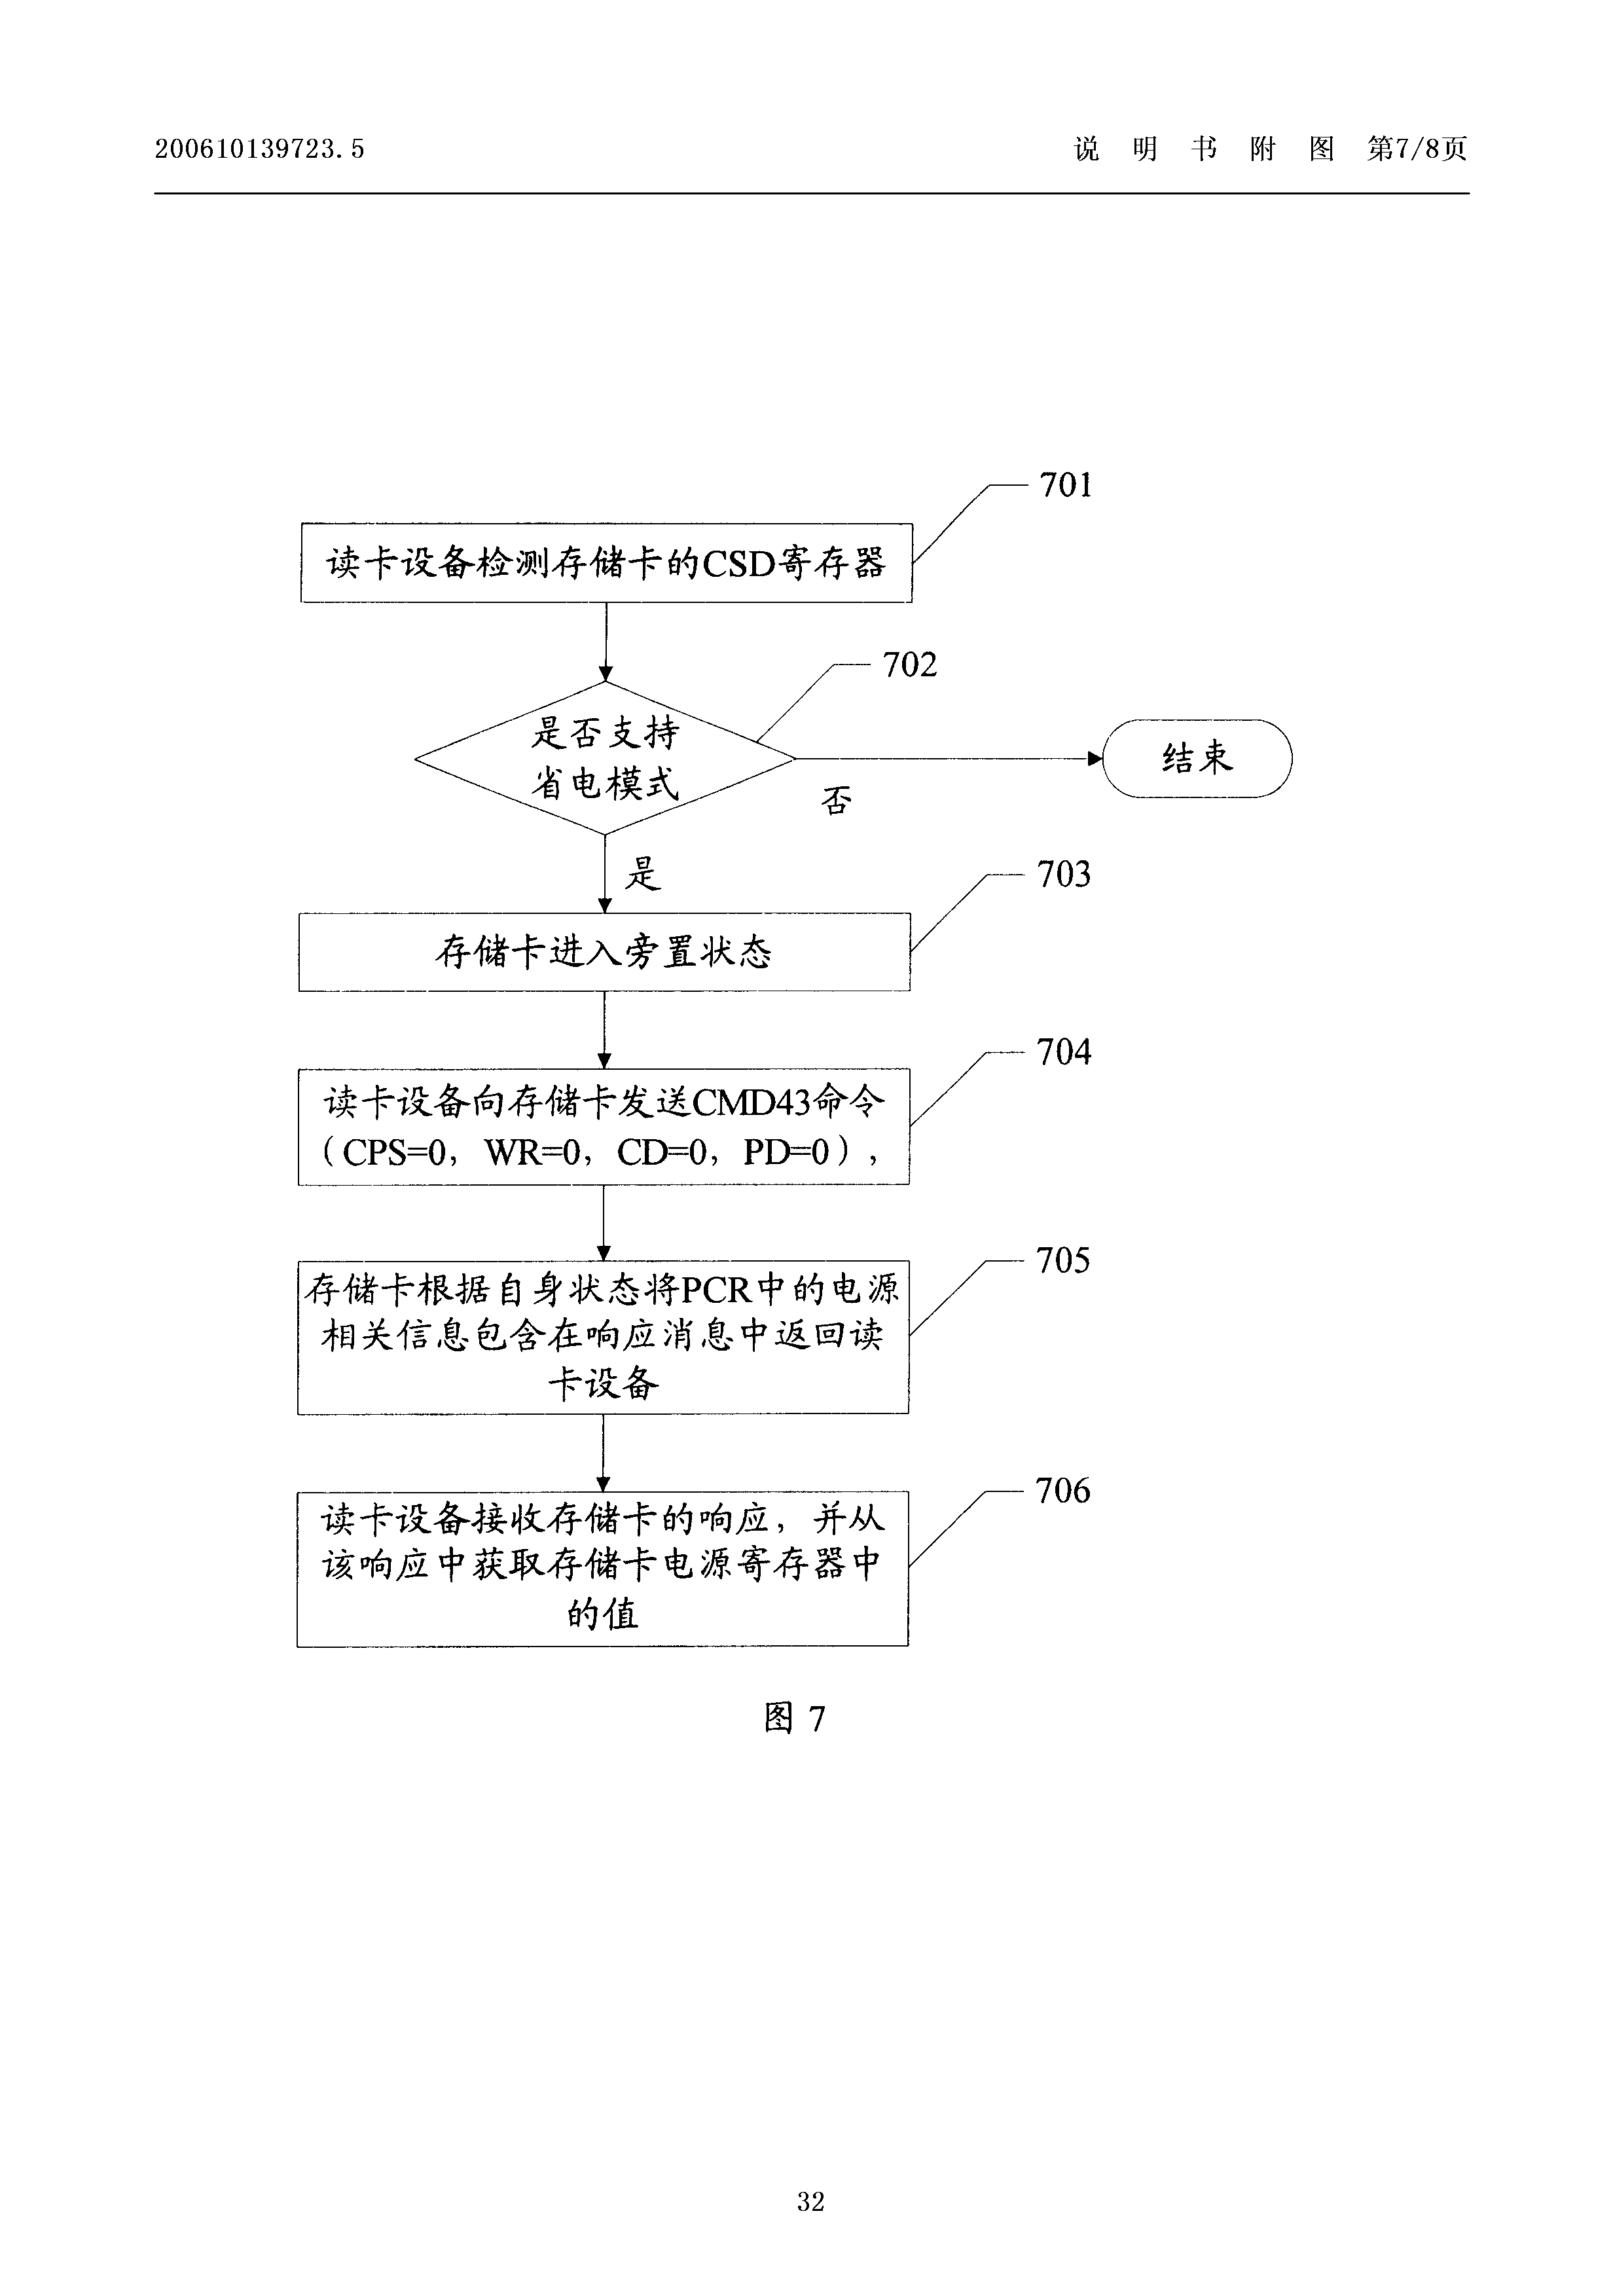 200610139723.5
说 明 书 附 图 第7/8页
701
读卡设备检测存储卡的CSD寄存器
702
是否支持
省电模式
结束
否
是
703
存储卡进入旁置状态
704
读卡设备向存储卡发送CMD43命令
（CPS=0， WR=0， CD=0， PD=0），
705
存储卡根据自身状态将PCR中的电源
相关信息包含在响应消息中返回读
卡设备
706
读卡设备接收存储卡的响应，并从
该响应中获取存储卡电源寄存器中
的值
图 7
32